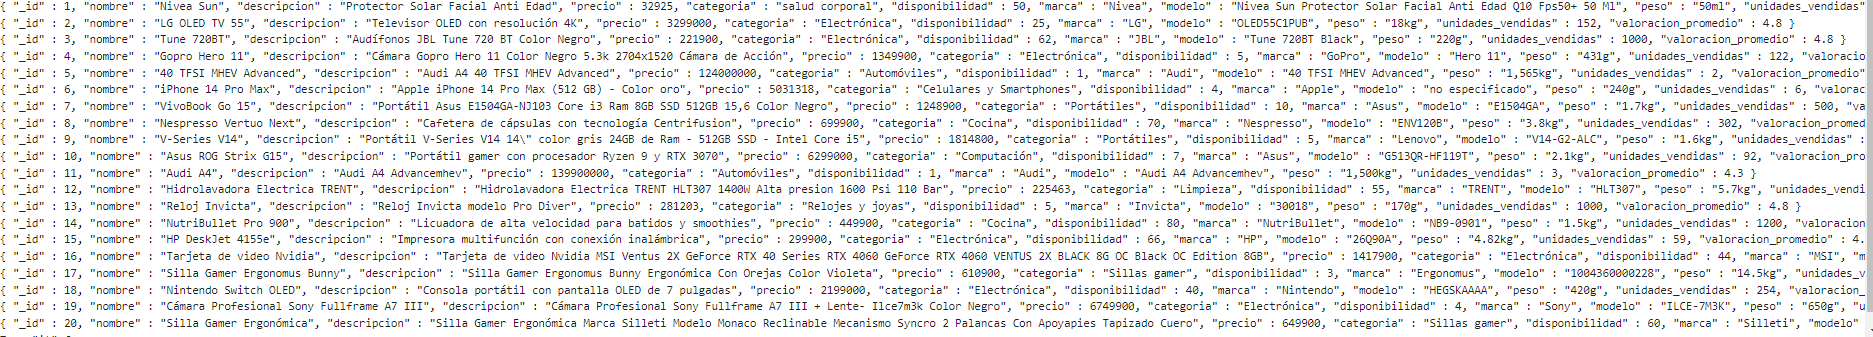 { "_id" : 1, "nombre" : "Nivea Sun", "descripcion" : "Protector Solar Facial Anti Edad", "precio" : 32925, "categoria" : "salud corporal", "disponibilidad" : 50, "marca" : "Nivea", "modelo" : "Nivea Sun Protector Solar Facial Anti Edad Q10 Fps50+ 50 Ml", "peso" : "50ml", "unidades_vendidas"
{ "_id" : 2, "nombre" : "LG OLED TV 55", "descripcion" : "Televisor OLED con resolución 4K", "precio" : 3299000, "categoria" : "Electrónica", "disponibilidad" : 25, "marca" : "LG", "modelo" : "OLED55C1PUB", "peso" : "18kg", "unidades_vendidas" : 152, "valoracion_promedio" : 4.8 }
{ "_id" : 3, "nombre" : "Tune 720BT", "descripcion" : "Audífonos JBL Tune 720 BT Color Negro", "precio" : 221900, "categoria" : "Electrónica", "disponibilidad" : 62, "marca" : "JBL", "modelo" : "Tune 720BT Black", "peso" : "220g", "unidades_vendidas" : 1000, "valoracion_promedio" : 4.8 }
{ "_id" : 4, "nombre" : "Gopro Hero 11", "descripcion" : "Cámara Gopro Hero 11 Color Negro 5.3k 2704x1520 Cámara de Acción", "precio" : 1349900, "categoria" : "Electrónica", "disponibilidad" : 5, "marca" : "GoPro", "modelo" : "Hero 11", "peso" : "431g", "unidades_vendidas" : 122, "valoracion
{ "_id" : 5, "nombre" : "40 TFSI MHEV Advanced", "descripcion" : "Audi A4 40 TFSI MHEV Advanced", "precio" : 124000000, "categoria" : "Automóviles", "disponibilidad" : 1, "marca" : "Audi", "modelo" : "40 TFSI MHEV Advanced", "peso" : "1,565kg", "unidades_vendidas" : 2, "valoracion_promedio"
{ "_id" : 6, "nombre" : "iPhone 14 Pro Max", "descripcion" : "Apple iPhone 14 Pro Max (512 GB) - Color oro", "precio" : 5031318, "categoria" : "Celulares y Smartphones", "disponibilidad" : 4, "marca" : "Apple", "modelo" : "no especificado", "peso" : "240g", "unidades_vendidas" : 6, "valoracion
{ "_id" : 7, "nombre" : "VivoBook Go 15", "descripcion" : "Portátil Asus E1504GA-NJ103 Core i3 Ram 8GB SSD 512GB 15,6 Color Negro", "precio" : 1248900, "categoria" : "Portátiles", "disponibilidad" : 10, "marca" : "Asus", "modelo" : "E1504GA", "peso" : "1.7kg", "unidades_vendidas" : 500, "va
{ "_id" : 8, "nombre" : "Nespresso Vertuo Next", "descripcion" : "Cafetera de cápsulas con tecnología Centrifusion", "precio" : 699900, "categoria" : "Cocina", "disponibilidad" : 70, "marca" : "Nespresso", "modelo" : "ENV120B", "peso" : "3.8kg", "unidades_vendidas" : 302, "valoracion_promed
{ "_id" : 9, "nombre" : "V-Series V14", "descripcion" : "Portátil V-Series V14 14\" color gris 24GB de Ram - 512GB SSD - Intel Core i5", "precio" : 1814800, "categoria" : "Portátiles", "disponibilidad" : 5, "marca" : "Lenovo", "modelo" : "V14-G2-ALC", "peso" : "1.6kg", "unidades_vendidas"
{ "_id" : 10, "nombre" : "Asus ROG Strix G15", "descripcion" : "Portátil gamer con procesador Ryzen 9 y RTX 3070", "precio" : 6299000, "categoria" : "Computación", "disponibilidad" : 7, "marca" : "Asus", "modelo" : "G513QR-HF119T", "peso" : "2.1kg", "unidades_vendidas" : 92, "valoracion_pro
{ "_id" : 11, "nombre" : "Audi A4", "descripcion" : "Audi A4 Advancemhev", "precio" : 139900000, "categoria" : "Automóviles", "disponibilidad" : 1, "marca" : "Audi", "modelo" : "Audi A4 Advancemhev", "peso" : "1,500kg", "unidades_vendidas" : 3, "valoracion_promedio" : 4.3 }
{ "_id" : 12, "nombre" : "Hidrolavadora Electrica TRENT", "descripcion" : "Hidrolavadora Electrica TRENT HLT307 1400W Alta presion 1600 Psi 110 Bar", "precio" : 225463, "categoria" : "Limpieza", "disponibilidad" : 55, "marca" : "TRENT", "modelo" : "HLT307", "peso" : "5.7kg", "unidades_vendi
{ "_id" : 13, "nombre" : "Reloj Invicta", "descripcion" : "Reloj Invicta modelo Pro Diver", "precio" : 281203, "categoria" : "Relojes y joyas", "disponibilidad" : 5, "marca" : "Invicta", "modelo" : "30018", "peso" : "170g", "unidades_vendidas" : 1000, "valoracion_promedio" : 4.8 }
{ "_id" : 14, "nombre" : "NutriBullet Pro 900", "descripcion" : "Licuadora de alta velocidad para batidos y smoothies", "precio" : 449900, "categoria" : "Cocina", "disponibilidad" : 80, "marca" : "NutriBullet", "modelo" : "NB9-0901", "peso" : "1.5kg", "unidades_vendidas" : 1200, "valoracion
{ "_id" : 15, "nombre" : "HP DeskJet 4155e", "descripcion" : "Impresora multifunción con conexión inalámbrica", "precio" : 299900, "categoria" : "Electrónica", "disponibilidad" : 66, "marca" : "HP", "modelo" : "26Q90A", "peso" : "4.82kg", "unidades_vendidas" : 59, "valoracion_promedio" : 4.
{ "_id" : 16, "nombre" : "Tarjeta de video Nvidia", "descripcion" : "Tarjeta de video Nvidia MSI Ventus 2X GeForce RTX 40 Series RTX 4060 GeForce RTX 4060 VENTUS 2X BLACK 8G OC Black OC Edition 8GB", "precio" : 1417900, "categoria" : "Electrónica", "disponibilidad" : 44, "marca" : "MSI", "m
{ "_id" : 17, "nombre" : "Silla Gamer Ergonomus Bunny", "descripcion" : "Silla Gamer Ergonomus Bunny Ergonómica Con Orejas Color Violeta", "precio" : 610900, "categoria" : "Sillas gamer", "disponibilidad" : 3, "marca" : "Ergonomus", "modelo" : "1004360000228", "peso" : "14.5kg", "unidades_v
{ "_id" : 18, "nombre" : "Nintendo Switch OLED", "descripcion" : "Consola portátil con pantalla OLED de 7 pulgadas", "precio" : 2199000, "categoria" : "Electrónica", "disponibilidad" : 40, "marca" : "Nintendo", "modelo" : "HEGSKAAAA", "peso" : "420g", "unidades_vendidas" : 254, "valoracion_
{ "_id" : 19, "nombre" : "Cámara Profesional Sony Fullframe A7 III", "descripcion" : "Cámara Profesional Sony Fullframe A7 III + Lente- Ilce7m3k Color Negro", "precio" : 6749900, "categoria" : "Electrónica", "disponibilidad" : 4, "marca" : "Sony", "modelo" : "ILCE-7M3K", "peso" : "650g", "u
{ "_id" : 20, "nombre" : "Silla Gamer Ergonómica", "descripcion" : "Silla Gamer Ergonómica Marca Silleti Modelo Monaco Reclinable Mecanismo Syncro 2 Palancas Con Apoyapies Tapizado Cuero", "precio" : 649900, "categoria" : "Sillas gamer", "disponibilidad" : 60, "marca" : "Silleti", "modelo"